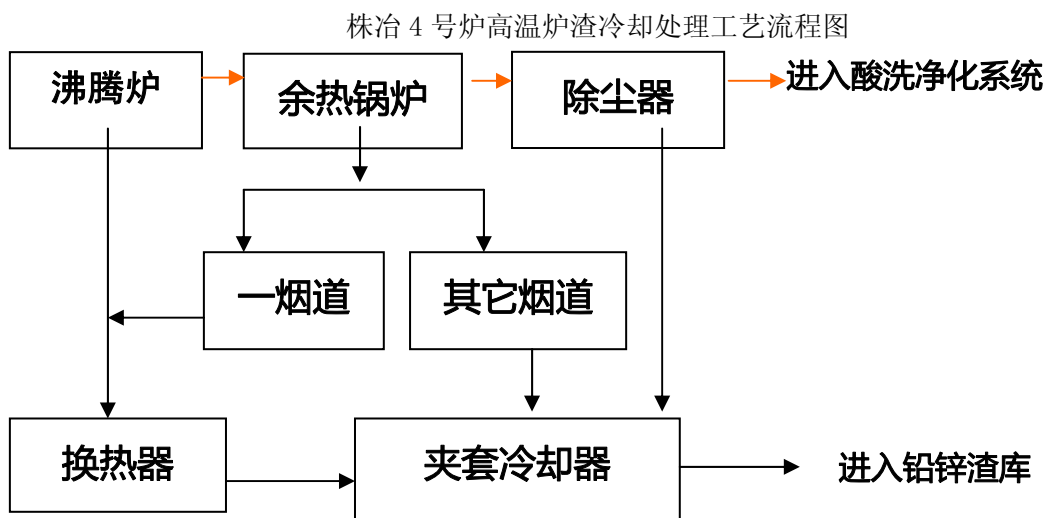 株冶 4 号炉高温炉渣冷却处理工艺流程图
沸腾炉
余热锅炉
除尘器
进入酸洗净化系统
一烟道
其它烟道
换热器
夹套冷却器
进入铅锌渣库